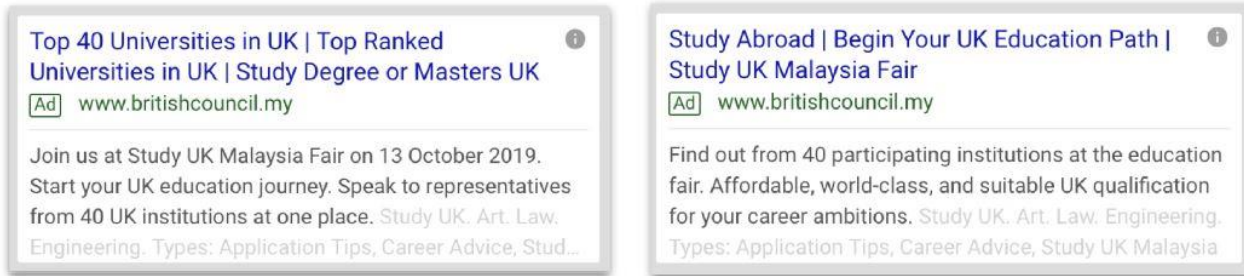 Top 40 Universities in UK | Top Ranked
Universities in UK | Study Degree or Masters UK
Ad www.britishcouncil.my
Join us at Study UK Malaysia Fair on 13 October 2019.
Start your UK education journey. Speak to representatives
from 40 UK institutions at one place. Study UK. Art. Law.
Engineering. Types: Application Tips, Career Advice, Stud...
Study Abroad | Begin Your UK Education Path |
Study UK Malaysia Fair
Ad www.britishcouncil.my
Find out from 40 participating institutions at the education
fair. Affordable, world-class, and suitable UK qualification
for your career ambitions. Study UK. Art. Law. Engineering.
Types: Application Tips, Career Advice, Study UK Malaysia